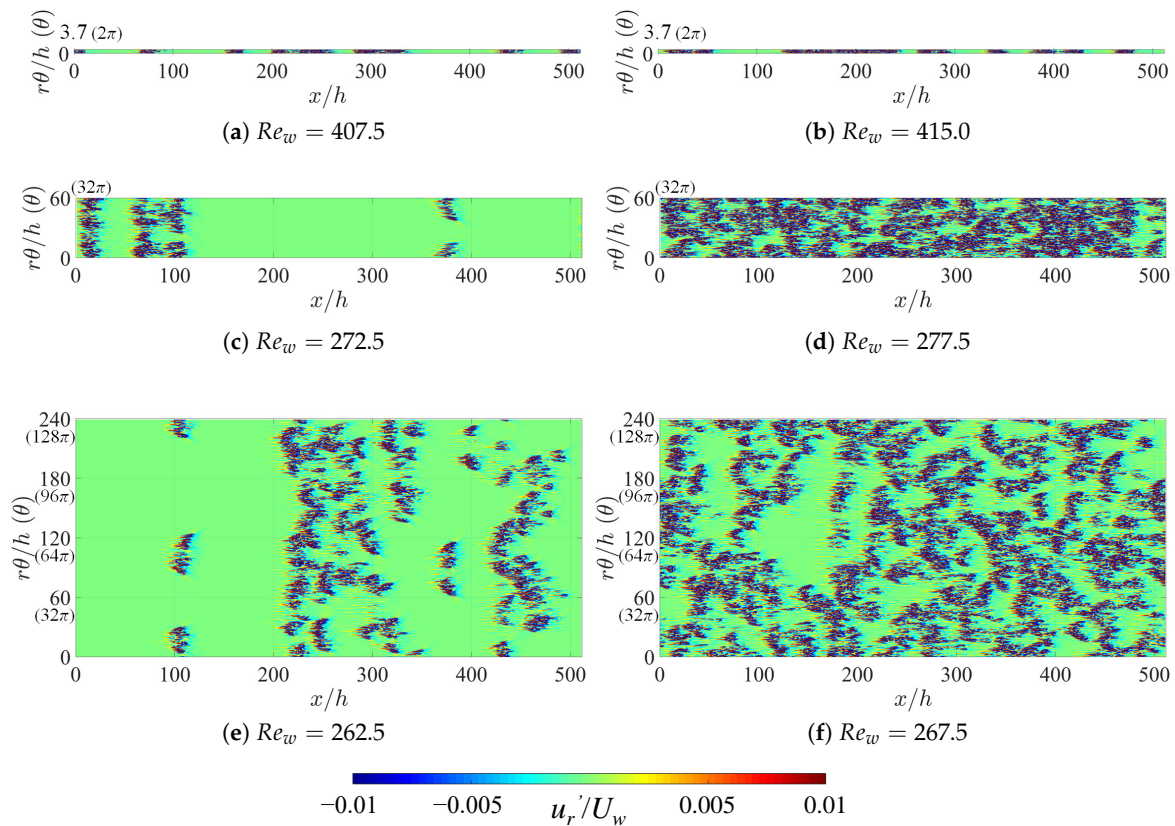 3.7 (2π)
0
rθ/h (θ)
0 100 200 300 400 500
x/h
(a) Re_w = 407.5
3.7 (2π)
0
rθ/h (θ)
0 100 200 300 400 500
x/h
(b) Re_w = 415.0
(32π)
60
0
rθ/h (θ)
0 100 200 300 400 500
x/h
(c) Re_w = 272.5
(32π)
60
0
rθ/h (θ)
0 100 200 300 400 500
x/h
(d) Re_w = 277.5
240
(128π)
180
(96π)
120
(64π)
60
(32π)
0
rθ/h (θ)
0 100 200 300 400 500
x/h
(e) Re_w = 262.5
240
(128π)
180
(96π)
120
(64π)
60
(32π)
0
rθ/h (θ)
0 100 200 300 400 500
x/h
(f) Re_w = 267.5
−0.01 −0.005 u_r'/U_w 0.005 0.01